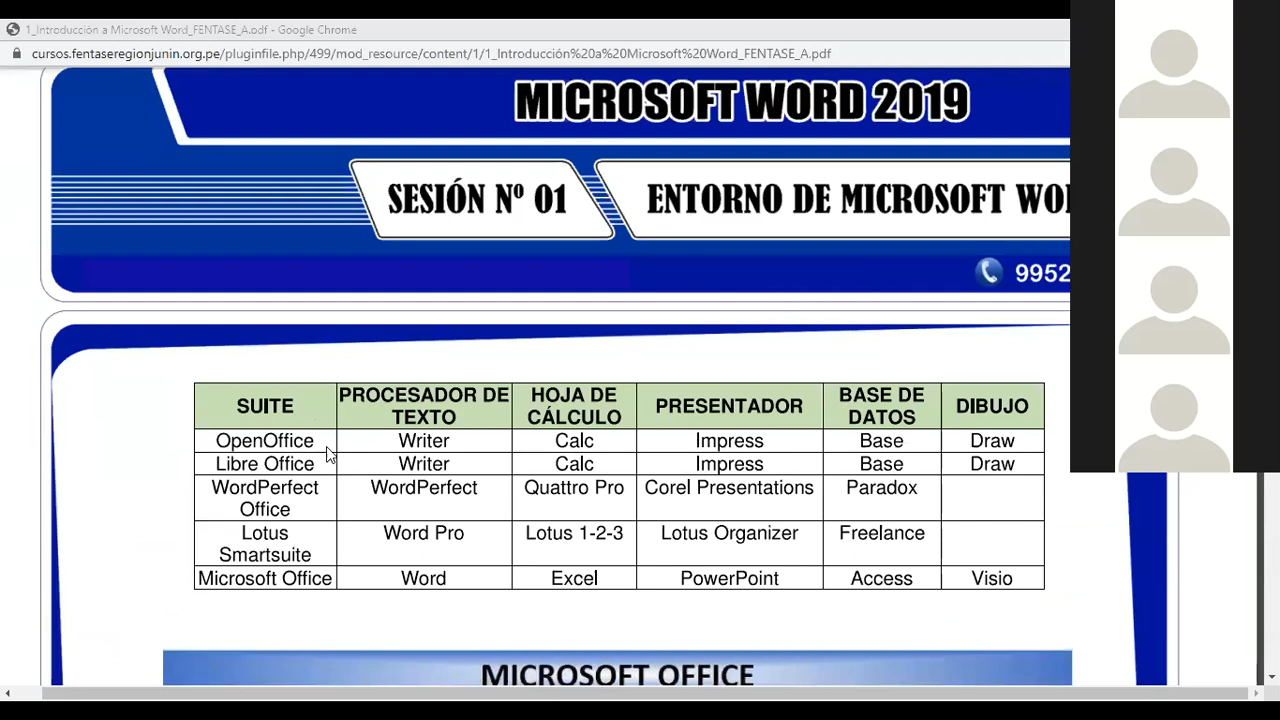 1_Introducción a Microsoft Word_FENTASE_A.pdf - Google Chrome
cursos.fentaseregionjunin.org.pe/pluginfile.php/499/mod_resource/content/1/1_Introducción%20a%20Microsoft%20Word_FENTASE_A.pdf
MICROSOFT WORD 2019
SESIÓN Nº 01
ENTORNO DE MICROSOFT WO
9952
SUITE PROCESADOR DE TEXTO HOJA DE CÁLCULO PRESENTADOR BASE DE DATOS DIBUJO
OpenOffice Writer Calc Impress Base Draw
Libre Office Writer Calc Impress Base Draw
WordPerfect Office WordPerfect Quattro Pro Corel Presentations Paradox
Lotus Smartsuite Word Pro Lotus 1-2-3 Lotus Organizer Freelance
Microsoft Office Word Excel PowerPoint Access Visio
MICROSOFT OFFICE